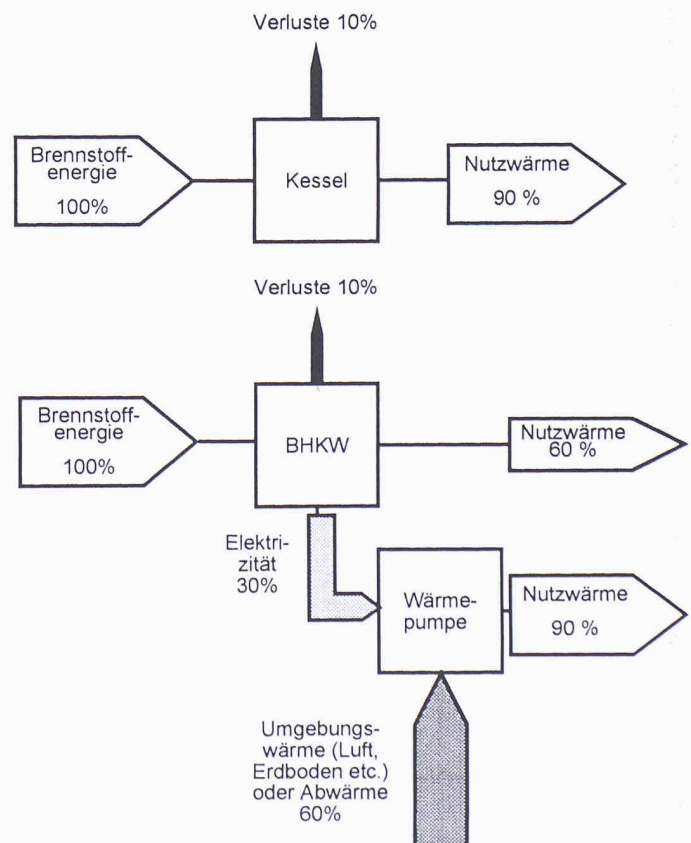 Verluste 10%
Brennstoff-
energie
100%
Kessel
Nutzwärme
90 %
Verluste 10%
Brennstoff-
energie
100%
BHKW
Nutzwärme
60 %
Elektri-
zität
30%
Wärme-
pumpe
Nutzwärme
90 %
Umgebungs-
wärme (Luft,
Erdboden etc.)
oder Abwärme
60%